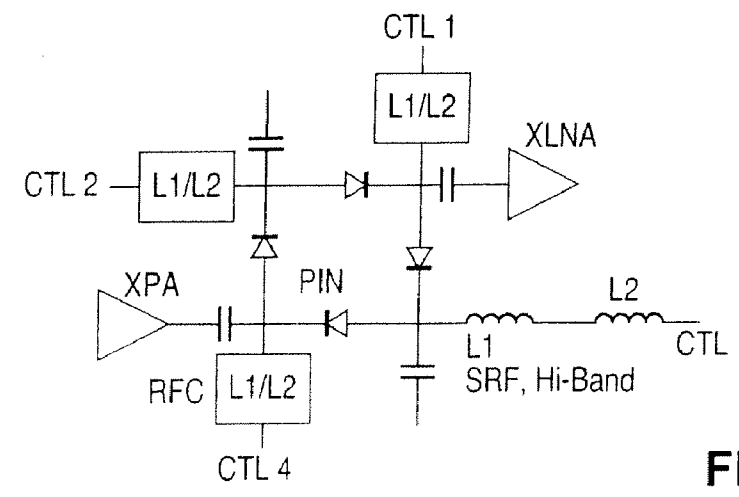 CTL 1
L1/L2
XLNA
CTL 2
L1/L2
XPA
PIN
L2
L1
CTL
SRF, Hi-Band
RFC
L1/L2
CTL 4